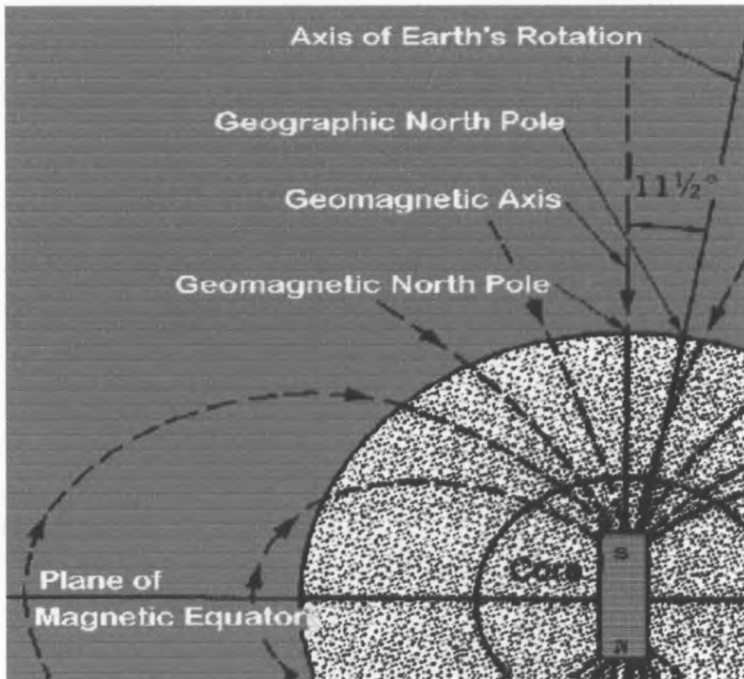 Axis of Earth's Rotation
Geographic North Pole
11½°
Geomagnetic Axis
Geomagnetic North Pole
S
Core
Plane of
Magnetic Equator
N